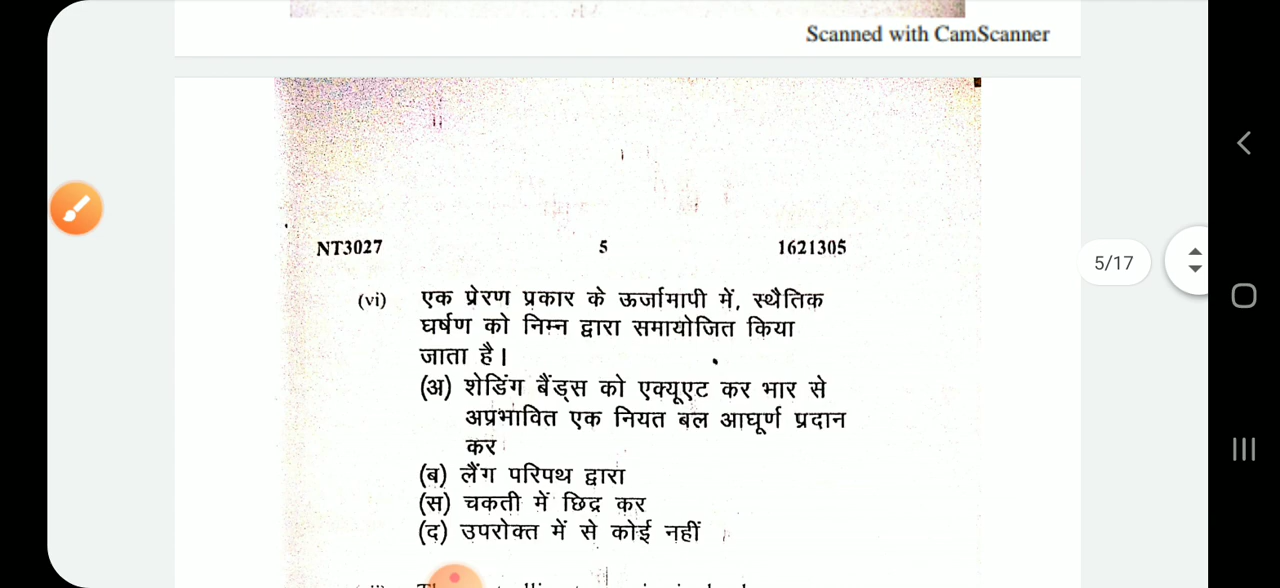 Scanned with CamScanner
NT3027 5 1621305
5/17
(vi) एक प्रेरण प्रकार के ऊर्जामापी में, स्थैतिक
घर्षण को निम्न द्वारा समायोजित किया
जाता है।
(अ) शेडिंग बैंड्स को एक्यूएट कर भार से
अप्रभावित एक नियत बल आघूर्ण प्रदान
कर
(ब) लैंग परिपथ द्वारा
(स) चकती में छिद्र कर
(द) उपरोक्त में से कोई नहीं